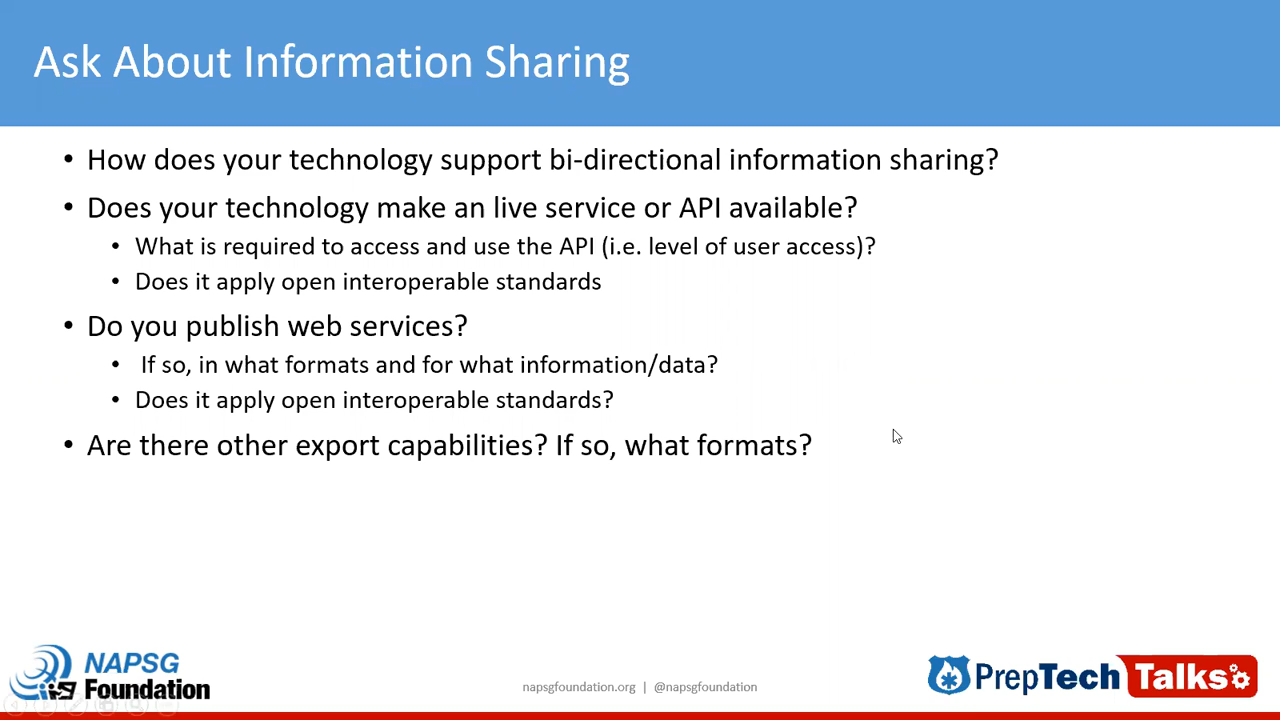 Ask About Information Sharing
• How does your technology support bi-directional information sharing?
• Does your technology make an live service or API available?
• What is required to access and use the API (i.e. level of user access)?
• Does it apply open interoperable standards
• Do you publish web services?
• If so, in what formats and for what information/data?
• Does it apply open interoperable standards?
• Are there other export capabilities? If so, what formats?
NAPSG
Foundation
napsgfoundation.org | @napsgfoundation
PrepTech Talks